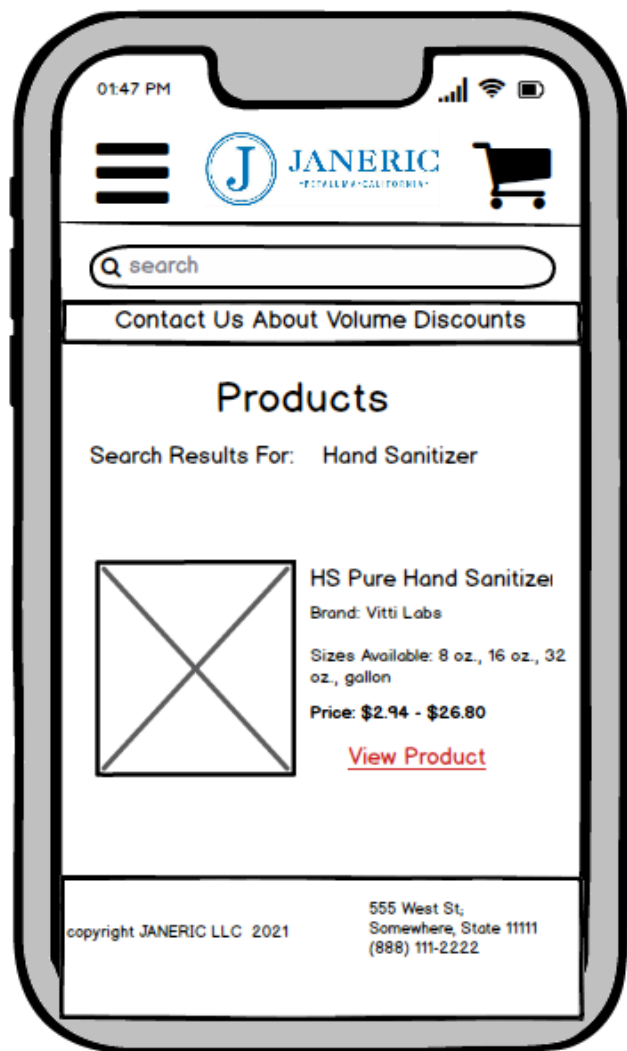 01:47 PM
J JANERIC
•PETALUMA•CALIFORNIA•
search
Contact Us About Volume Discounts
Products
Search Results For: Hand Sanitizer
HS Pure Hand Sanitizer
Brand: Vitti Labs
Sizes Available: 8 oz., 16 oz., 32
oz., gallon
Price: $2.94 - $26.80
View Product
copyright JANERIC LLC 2021
555 West St,
Somewhere, State 11111
(888) 111-2222